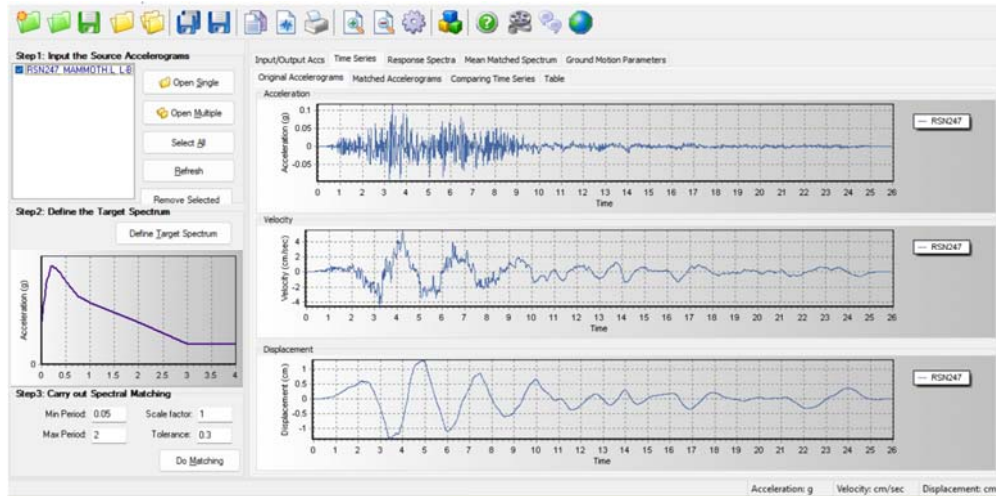 Step1: Input the Source Accelerograms
RSN247_MAMMOTH.L_L-B
Open Single
Open Multiple
Select All
Refresh
Remove Selected
Step2: Define the Target Spectrum
Define Target Spectrum
Acceleration (g)
0
0 0.5 1 1.5 2 2.5 3 3.5 4
Step3: Carry out Spectral Matching
Min Period: 0.05 Scale factor: 1
Max Period: 2 Tolerance: 0.3
Do Matching
Input/Output Accs Time Series Response Spectra Mean Matched Spectrum Ground Motion Parameters
Original Accelerograms Matched Accelerograms Comparing Time Series Table
Acceleration
Acceleration (g)
0.1
0.05
0
-0.05
0 1 2 3 4 5 6 7 8 9 10 11 12 13 14 15 16 17 18 19 20 21 22 23 24 25 26
Time
RSN247
Velocity
Velocity (cm/sec)
4
2
0
-2
-4
0 1 2 3 4 5 6 7 8 9 10 11 12 13 14 15 16 17 18 19 20 21 22 23 24 25 26
Time
RSN247
Displacement
Displacement (cm)
1
0.5
0
-0.5
-1
0 1 2 3 4 5 6 7 8 9 10 11 12 13 14 15 16 17 18 19 20 21 22 23 24 25 26
Time
RSN247
Acceleration: g Velocity: cm/sec Displacement: cm